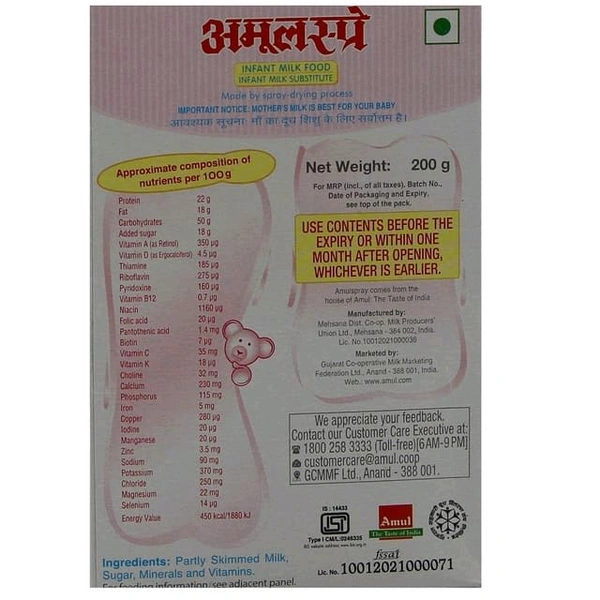 अमूलस्प्रे
INFANT MILK FOOD
INFANT MILK SUBSTITUTE
Made by spray-drying process
IMPORTANT NOTICE: MOTHER'S MILK IS BEST FOR YOUR BABY
आवश्यक सूचना: माँ का दूध शिशु के लिए सर्वोत्तम है।
Approximate composition of
nutrients per 100g
Protein 22 g
Fat 18 g
Carbohydrates 50 g
Added sugar 18 g
Vitamin A (as Retinol) 350 µg
Vitamin D (as Ergocalciferol) 4.5 µg
Thiamine 185 µg
Riboflavin 275 µg
Pyridoxine 160 µg
Vitamin B12 0.7 µg
Niacin 1160 µg
Folic acid 20 µg
Pantothenic acid 1.4 mg
Biotin 7 µg
Vitamin C 35 mg
Vitamin K 18 µg
Choline 32 mg
Calcium 230 mg
Phosphorus 115 mg
Iron 5 mg
Copper 280 µg
Iodine 20 µg
Manganese 20 µg
Zinc 3.5 mg
Sodium 90 mg
Potassium 370 mg
Chloride 250 mg
Magnesium 22 mg
Selenium 14 µg
Energy Value 450 kcal/1880 kJ
Ingredients: Partly Skimmed Milk,
Sugar, Minerals and Vitamins.
For feeding information see adjacent panel.
Net Weight: 200 g
For MRP (incl., of all taxes). Batch No.,
Date of Packaging and Expiry,
see top of the pack.
USE CONTENTS BEFORE THE
EXPIRY OR WITHIN ONE
MONTH AFTER OPENING,
WHICHEVER IS EARLIER.
Amulspray comes from the
house of Amul: The Taste of India
Manufactured by:
Mehsana Dist. Co-op. Milk Producers'
Union Ltd., Mehsana - 384 002, India.
Lic. No.10012021000036
Marketed by:
Gujarat Co-operative Milk Marketing
Federation Ltd., Anand - 388 001, India.
Web.: www.amul.com
We appreciate your feedback.
Contact our Customer Care Executive at:
1800 258 3333 (Toll-free)[6AM-9PM]
customercare@amul.coop
GCMMF Ltd., Anand - 388 001.
IS : 14433
ISI
Type I CM/L:0246335
Amul
The Taste of India
fssai
Lic. No. 10012021000071